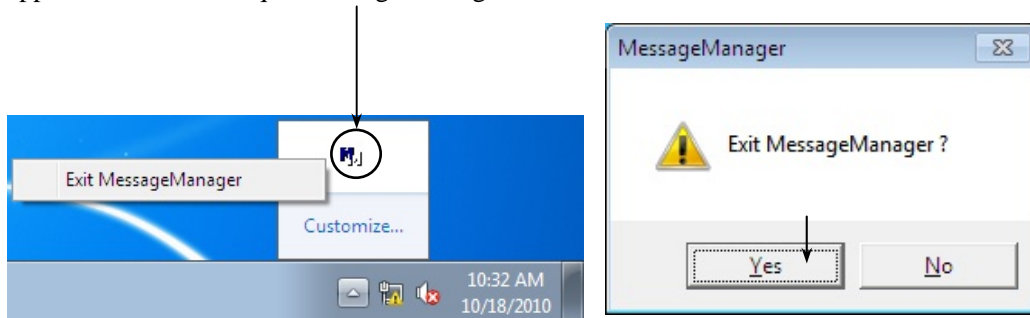 MessageManager
Exit MessageManager ?
Exit MessageManager
Customize...
Yes
No
10:32 AM
10/18/2010